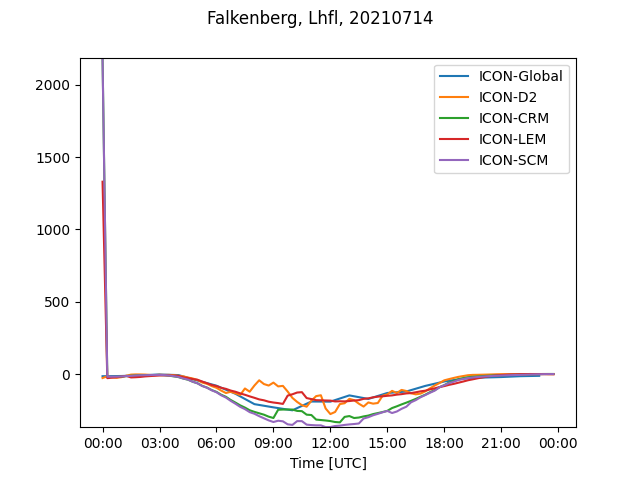 Falkenberg, Lhfl, 20210714
ICON-Global
ICON-D2
ICON-CRM
ICON-LEM
ICON-SCM
2000
1500
1000
500
0
00:00 03:00 06:00 09:00 12:00 15:00 18:00 21:00 00:00
Time [UTC]